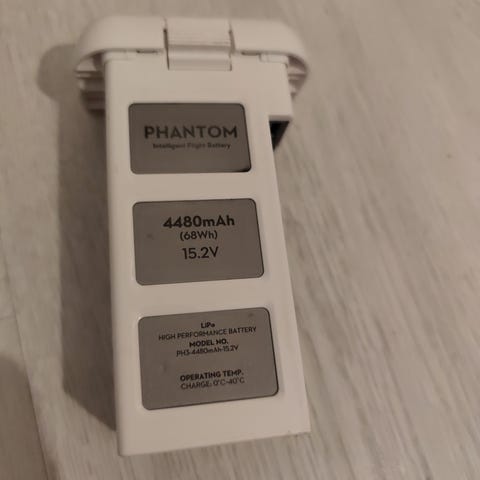 PHANTOM
Intelligent Flight Battery
4480mAh
(68Wh)
15.2V
LiPo
HIGH PERFORMANCE BATTERY
MODEL NO.
PH3-4480mAh-15.2V
OPERATING TEMP.
CHARGE: 0°C-40°C